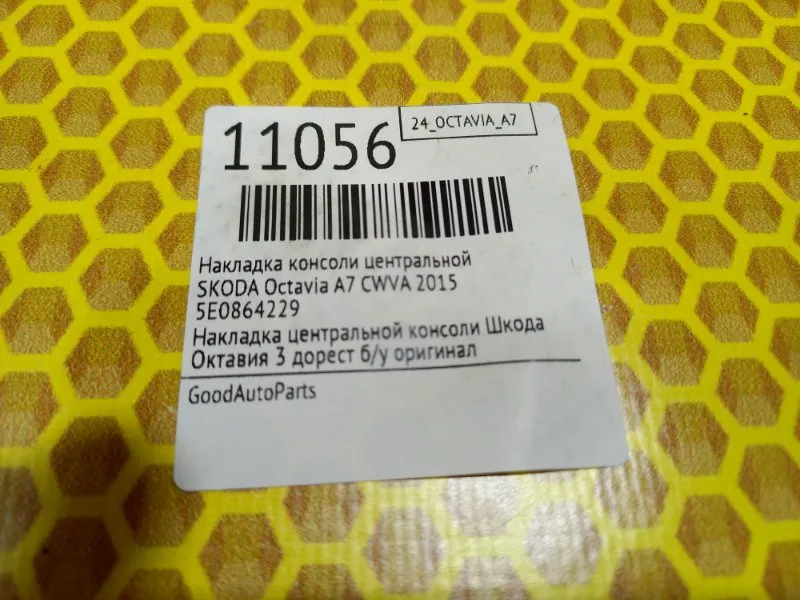 11056
24_OCTAVIA_A7
Накладка консоли центральной
SKODA Octavia A7 CWVA 2015
5E0864229
Накладка центральной консоли Шкода
Октавия 3 дорест б/у оригинал
GoodAutoParts